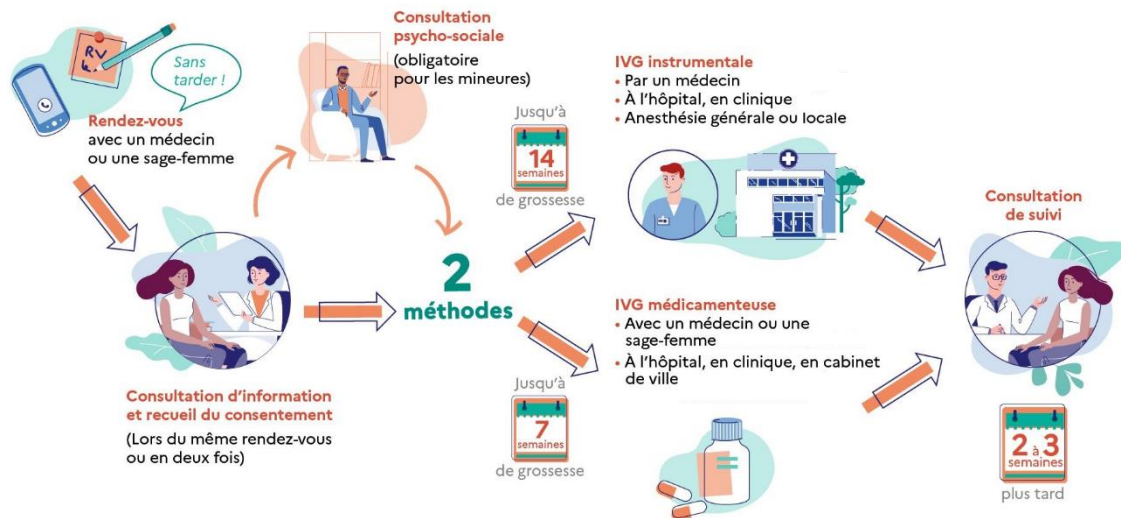 RV
F.
Sans
tarder !
Rendez-vous
avec un médecin
ou une sage-femme
Consultation d'information
et recueil du consentement
(Lors du même rendez-vous
ou en deux fois)
Consultation
psycho-sociale
(obligatoire
pour les mineures)
2
méthodes
Jusqu'à
14
semaines
de grossesse
IVG instrumentale
• Par un médecin
• À l'hôpital, en clinique
• Anesthésie générale ou locale
Jusqu'à
7
semaines
de grossesse
IVG médicamenteuse
• Avec un médecin ou une
sage-femme
• À l'hôpital, en clinique, en cabinet
de ville
Consultation
de suivi
2 à 3
semaines
plus tard